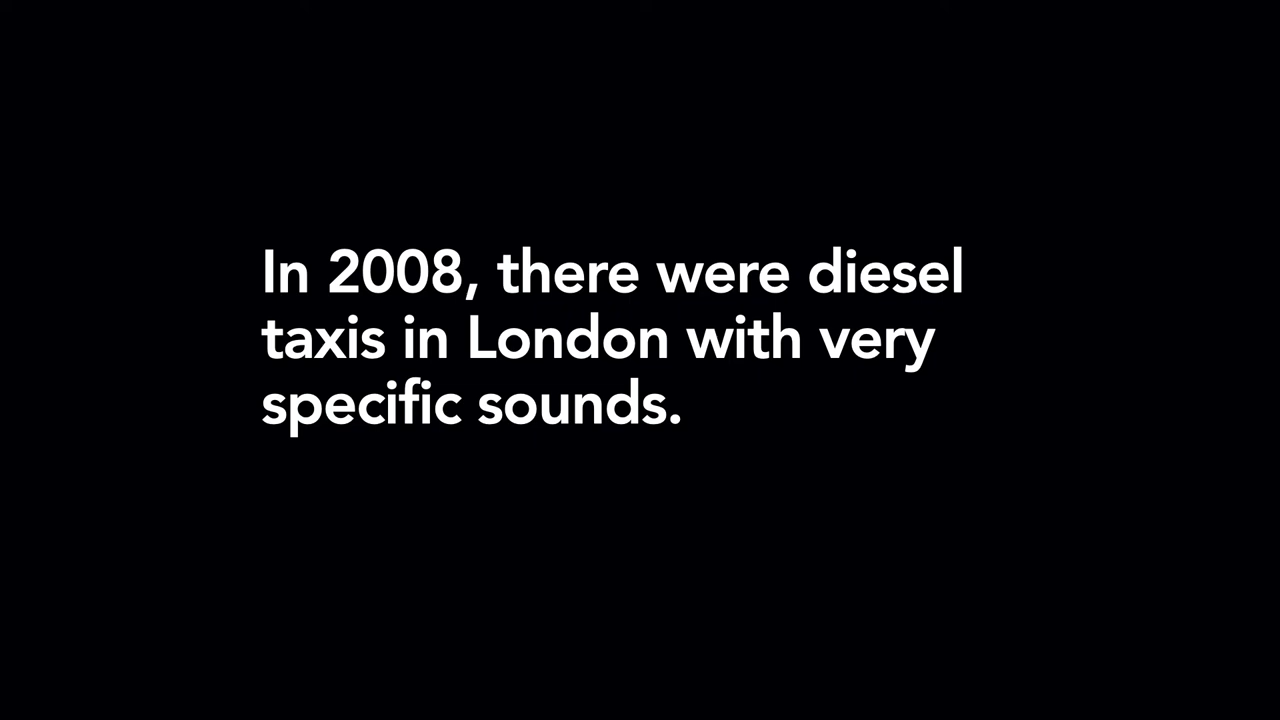 In 2008, there were diesel
taxis in London with very
specific sounds.